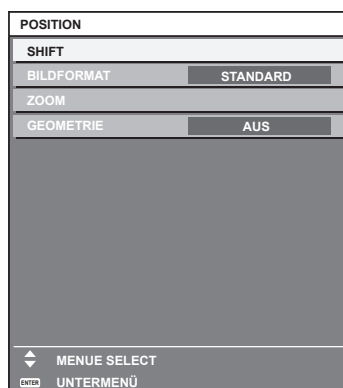 POSITION
SHIFT
BILDFORMAT STANDARD
ZOOM
GEOMETRIE AUS
MENUE SELECT
ENTER UNTERMENÜ